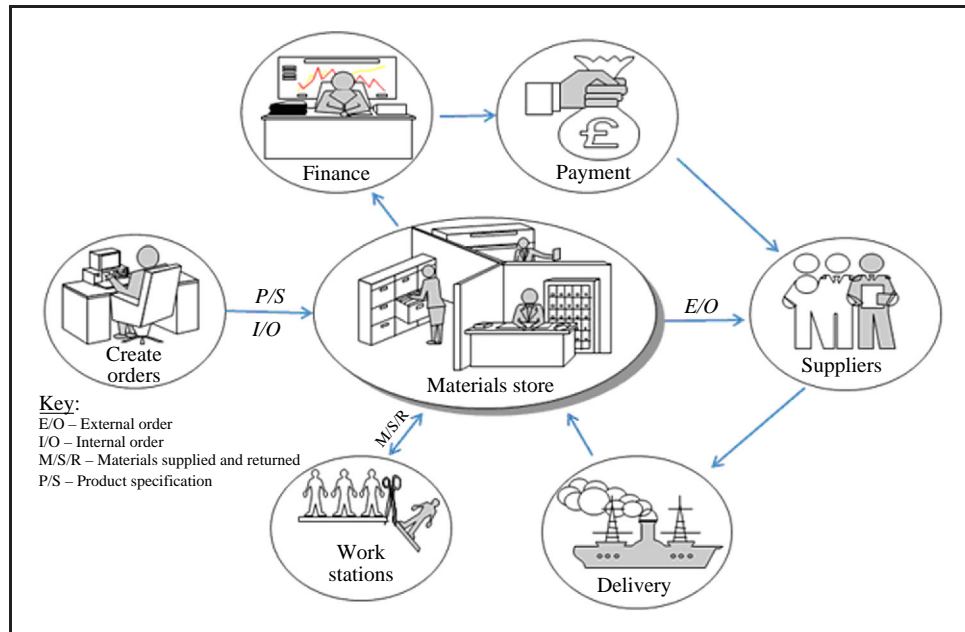 Finance
£
Payment
P/S
I/O
Create
orders
Materials store
E/O
Suppliers
Key:
E/O – External order
I/O – Internal order
M/S/R – Materials supplied and returned
P/S – Product specification
M/S/R
Work
stations
Delivery